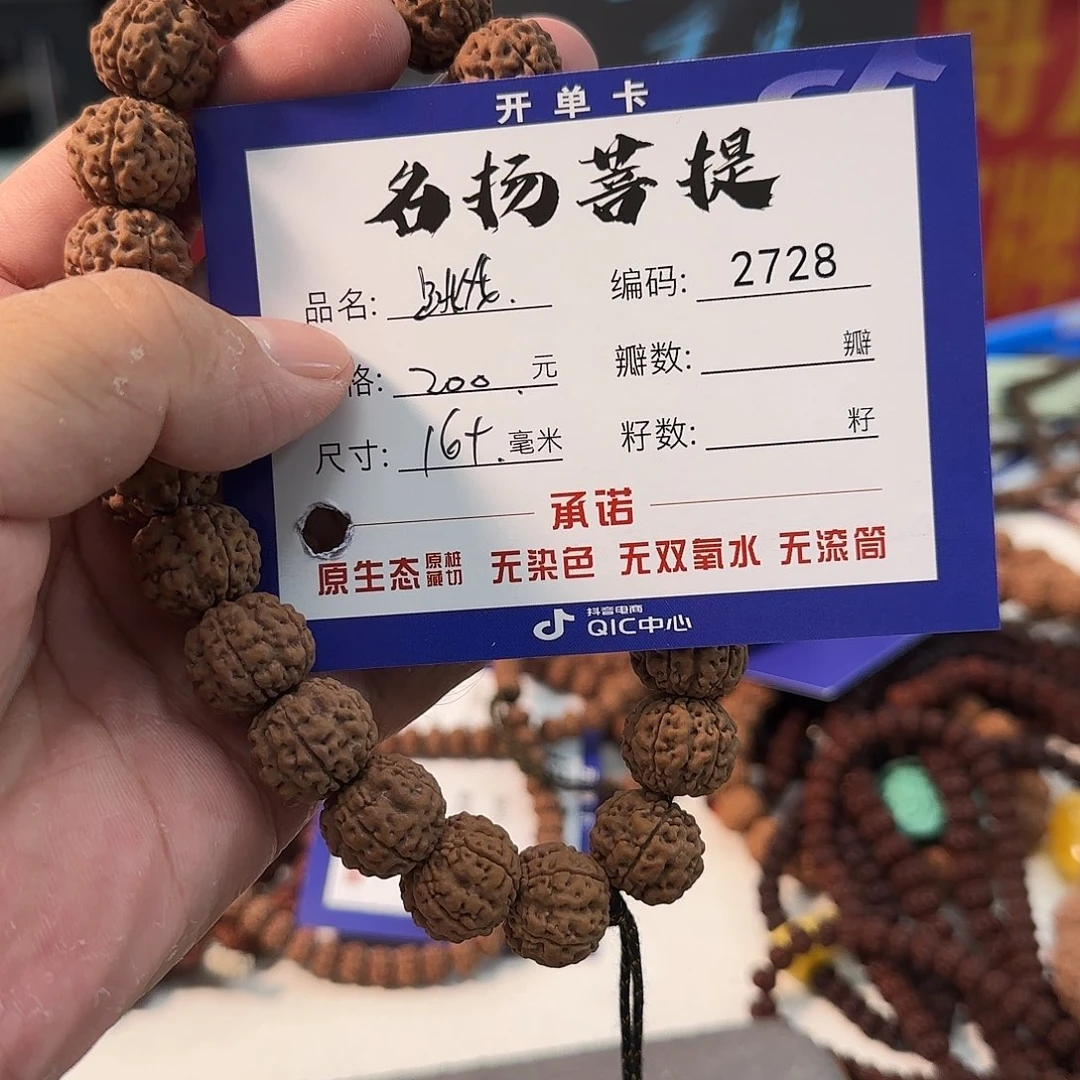 开单卡
名扬菩提
品名:
编码: 2728
格: 200. 元
瓣数: 瓣
尺寸: 16+. 毫米
籽数: 籽
承诺
原生态 原桩藏切 无染色 无双氧水 无滚筒
抖音电商
QIC中心